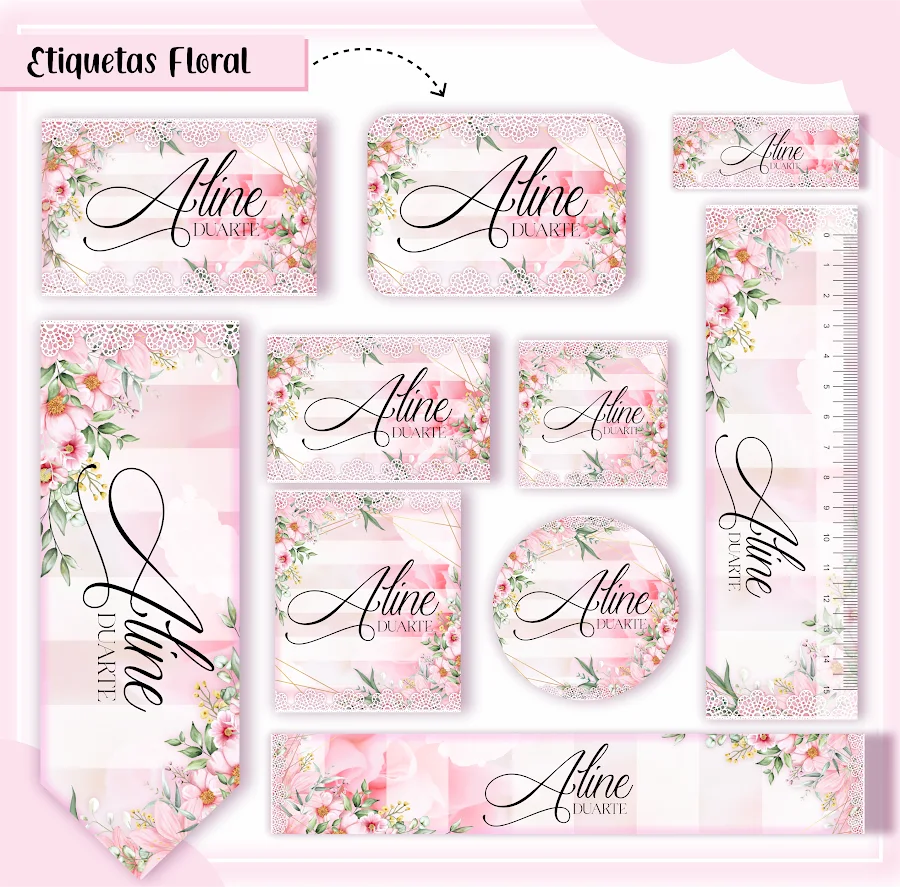 Etiquetas Floral
Aline
DUARTE
Aline
DUARTE
Aline
DUARTE
Aline
DUARTE
Aline
DUARTE
Aline
DUARTE
0
1
2
3
4
5
6
7
8
9
10
11
12
13
14
15
Aline
DUARTE
Aline
DUARTE
Aline
DUARTE
Aline
DUARTE